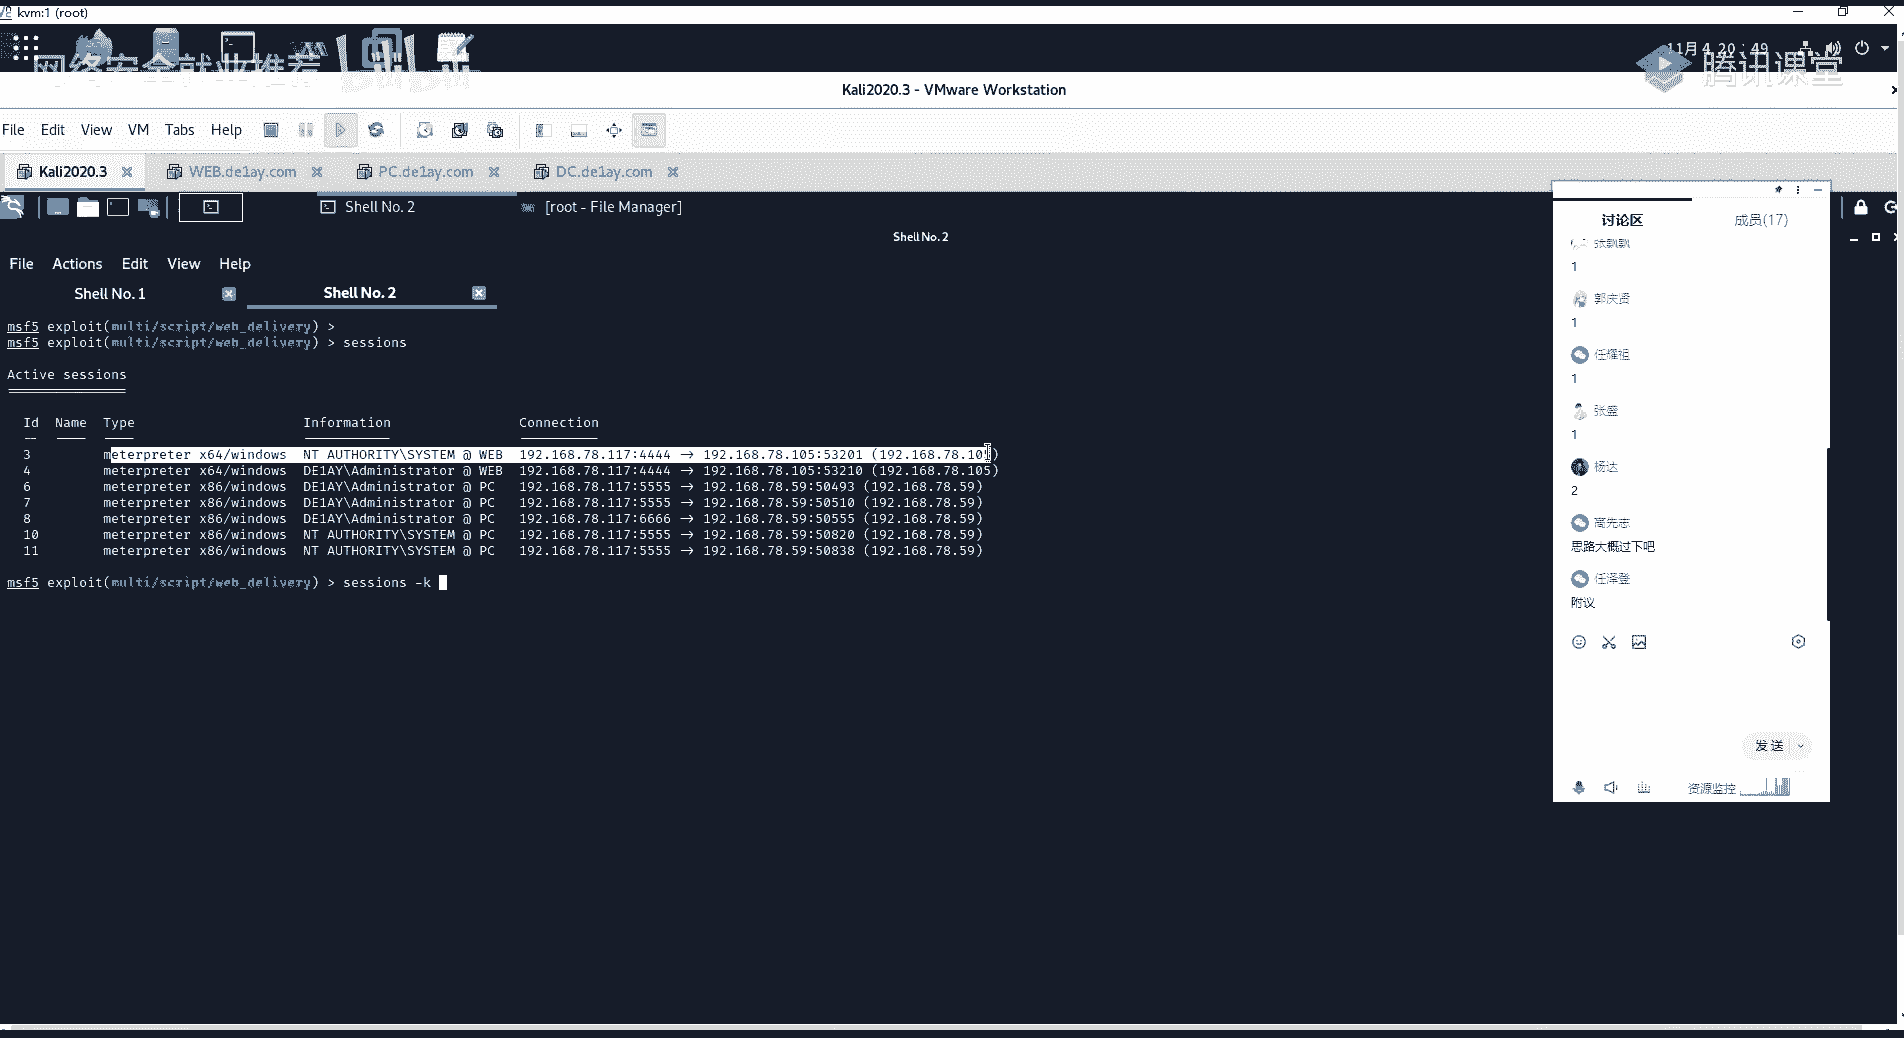 kvm:1 (root)
网络安全就业推荐
11月 4 20：49
腾讯课堂
Kali2020.3 - VMware Workstation
File Edit View VM Tabs Help
Kali2020.3 WEB.de1ay.com PC.de1ay.com DC.de1ay.com
Shell No. 2 [root - File Manager]
Shell No. 2
File Actions Edit View Help
Shell No. 1 Shell No. 2
msf5 exploit(multi/script/web_delivery) >
msf5 exploit(multi/script/web_delivery) > sessions
Active sessions
Id Name Type Information Connection
3 meterpreter x64/windows NT AUTHORITY\SYSTEM @ WEB 192.168.78.117:4444 → 192.168.78.105:53201 (192.168.78.105)
4 meterpreter x64/windows DE1AY\Administrator @ WEB 192.168.78.117:4444 → 192.168.78.105:53210 (192.168.78.105)
6 meterpreter x86/windows DE1AY\Administrator @ PC 192.168.78.117:5555 → 192.168.78.59:50493 (192.168.78.59)
7 meterpreter x86/windows DE1AY\Administrator @ PC 192.168.78.117:5555 → 192.168.78.59:50510 (192.168.78.59)
8 meterpreter x86/windows DE1AY\Administrator @ PC 192.168.78.117:6666 → 192.168.78.59:50555 (192.168.78.59)
10 meterpreter x86/windows NT AUTHORITY\SYSTEM @ PC 192.168.78.117:5555 → 192.168.78.59:50820 (192.168.78.59)
11 meterpreter x86/windows NT AUTHORITY\SYSTEM @ PC 192.168.78.117:5555 → 192.168.78.59:50838 (192.168.78.59)
msf5 exploit(multi/script/web_delivery) > sessions -k
讨论区 成员(17)
1
郭庆贤
1
任耀祖
1
张盛
1
杨达
2
高先志
思路大概过下吧
任泽登
附议
发送
资源监控